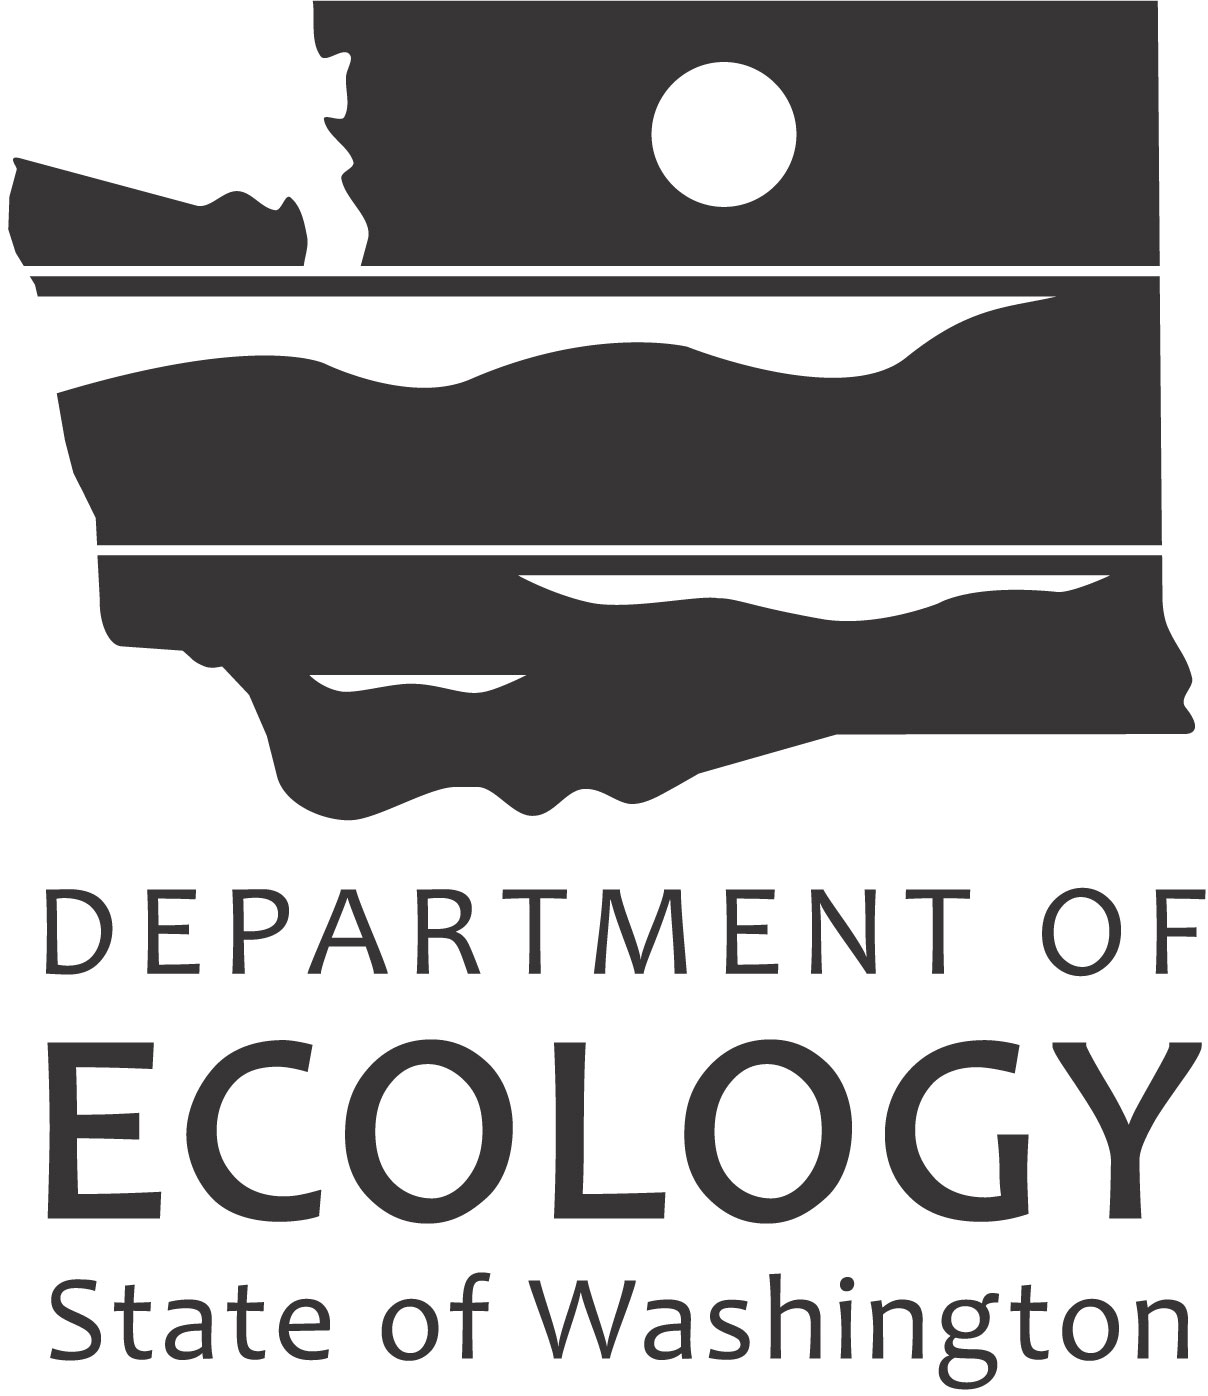 DEPARTMENT OF
ECOLOGY
State of Washington